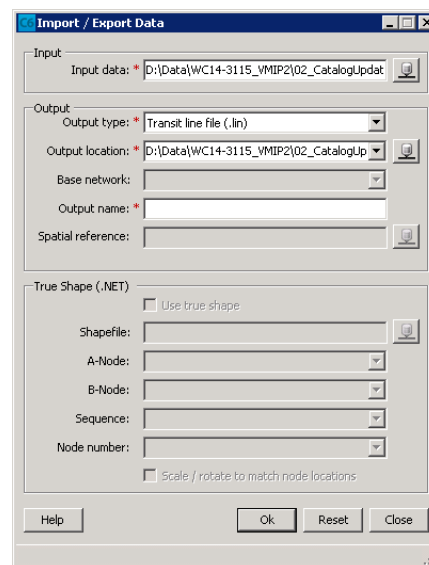 C6 Import / Export Data
Input
Input data: * D:\Data\WC14-3115_VMIP2\02_CatalogUpdat
Output
Output type: * Transit line file (.lin)
Output location: * D:\Data\WC14-3115_VMIP2\02_CatalogUp
Base network:
Output name: *
Spatial reference:
True Shape (.NET)
Use true shape
Shapefile:
A-Node:
B-Node:
Sequence:
Node number:
Scale / rotate to match node locations
Help Ok Reset Close